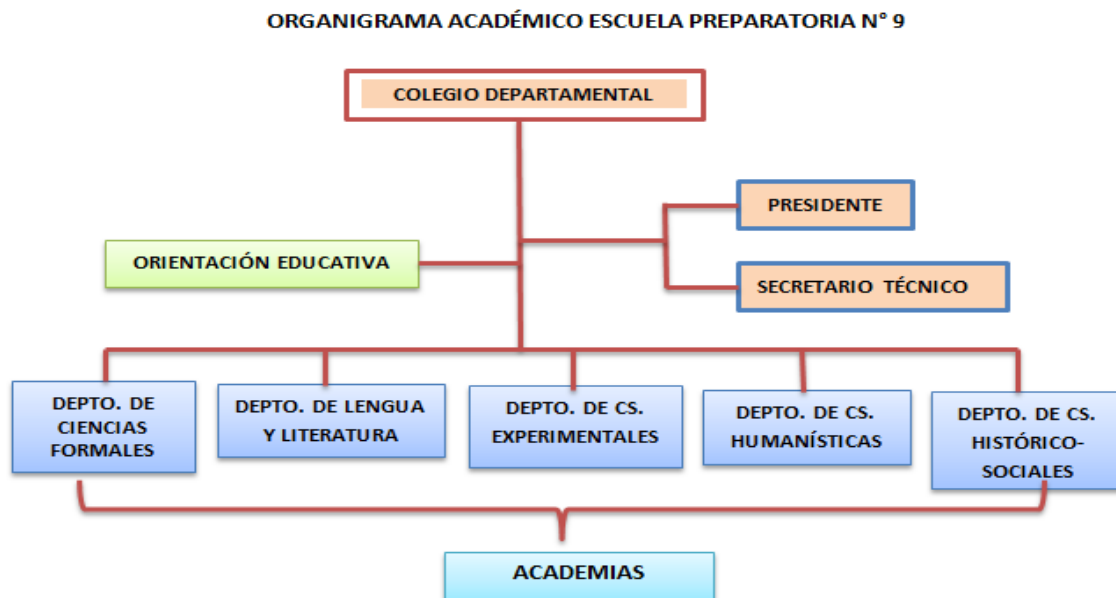 ORGANIGRAMA ACADÉMICO ESCUELA PREPARATORIA N° 9
COLEGIO DEPARTAMENTAL
PRESIDENTE
ORIENTACIÓN EDUCATIVA
SECRETARIO TÉCNICO
DEPTO. DE
CIENCIAS
FORMALES
DEPTO. DE LENGUA
Y LITERATURA
DEPTO. DE CS.
EXPERIMENTALES
DEPTO. DE CS.
HUMANÍSTICAS
DEPTO. DE CS.
HISTÓRICO-
SOCIALES
ACADEMIAS